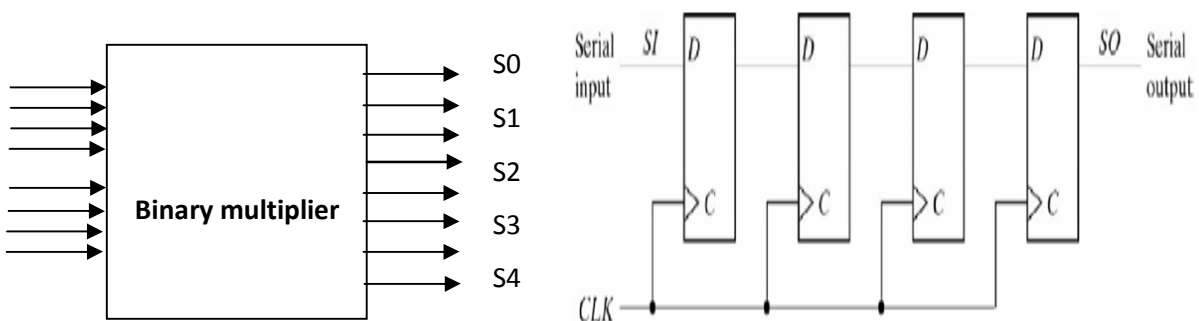 Binary multiplier
S0
S1
S2
S3
S4
Serial input
SI
D
D
D
D
SO
Serial output
C
C
C
C
CLK